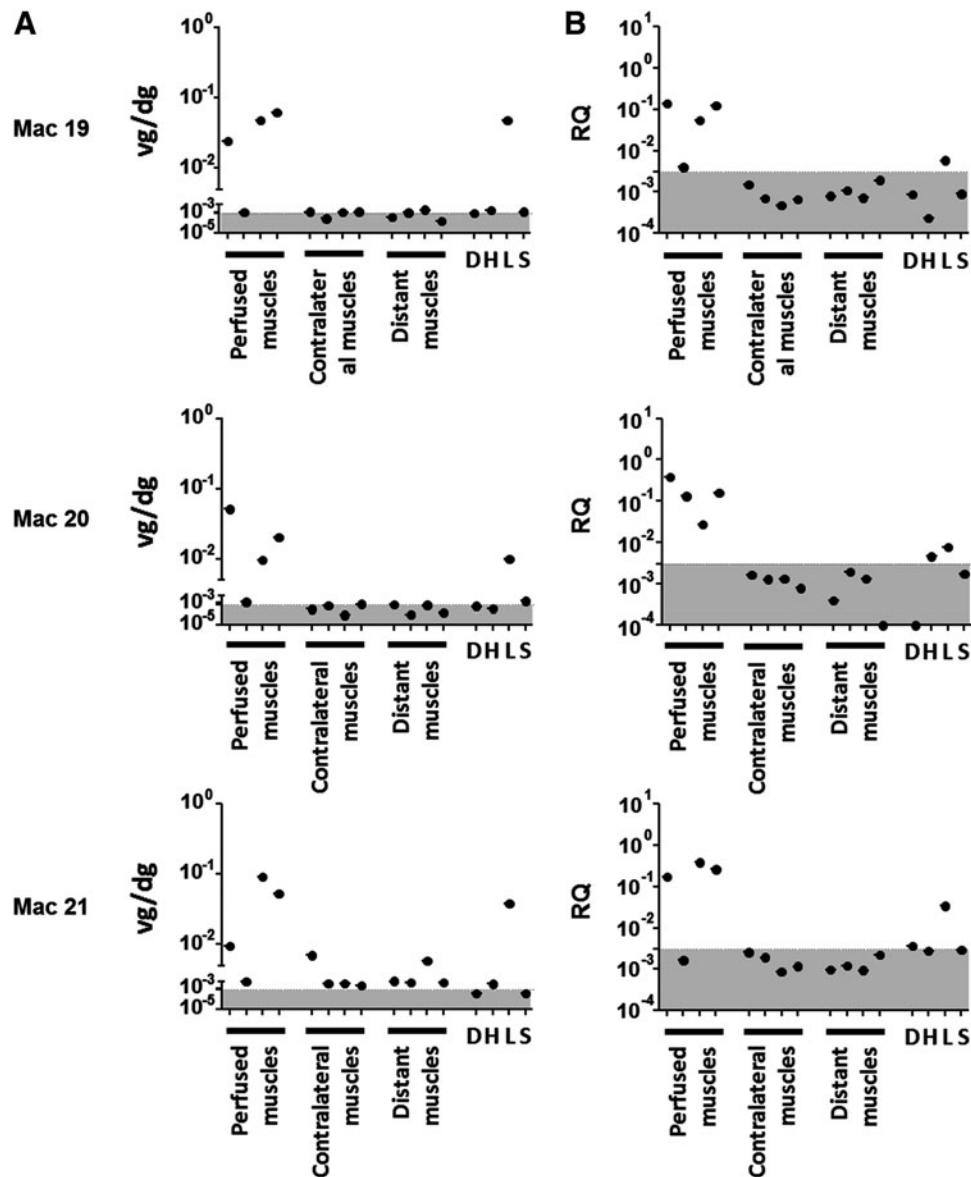 A
B
Mac 19
vg/dg
10^0
10^-1
10^-2
10^-3
10^-5
Perfused
muscles
Contralater
al muscles
Distant
muscles
DHLS
RQ
10^1
10^0
10^-1
10^-2
10^-3
10^-4
Perfused
muscles
Contralater
al muscles
Distant
muscles
DHLS
Mac 20
vg/dg
10^0
10^-1
10^-2
10^-3
10^-5
Perfused
muscles
Contralateral
muscles
Distant
muscles
DHLS
RQ
10^1
10^0
10^-1
10^-2
10^-3
10^-4
Perfused
muscles
Contralateral
muscles
Distant
muscles
DHLS
Mac 21
vg/dg
10^0
10^-1
10^-2
10^-3
10^-5
Perfused
muscles
Contralateral
muscles
Distant
muscles
DHLS
RQ
10^1
10^0
10^-1
10^-2
10^-3
10^-4
Perfused
muscles
Contralateral
muscles
Distant
muscles
DHLS